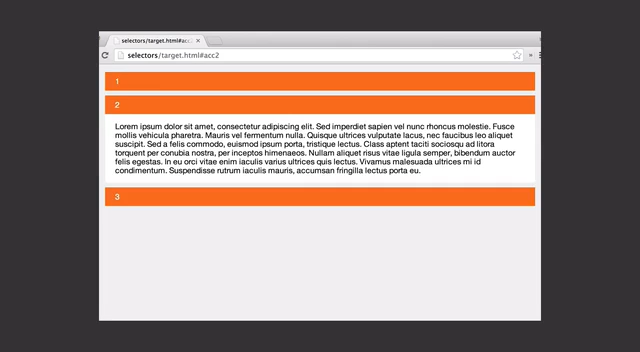 selectors/target.html#acc
selectors/target.html#acc2
1
2
Lorem ipsum dolor sit amet, consectetur adipiscing elit. Sed imperdiet sapien vel nunc rhoncus molestie. Fusce
mollis vehicula pharetra. Mauris vel fermentum nulla. Quisque ultrices vulputate lacus, nec faucibus leo aliquet
suscipit. Sed a felis commodo, euismod ipsum porta, tristique lectus. Class aptent taciti sociosqu ad litora
torquent per conubia nostra, per inceptos himenaeos. Nullam aliquet risus vitae ligula semper, bibendum auctor
felis egestas. In eu orci vitae enim iaculis varius ultrices quis lectus. Vivamus malesuada ultrices mi id
condimentum. Suspendisse rutrum iaculis mauris, accumsan fringilla lectus porta eu.
3